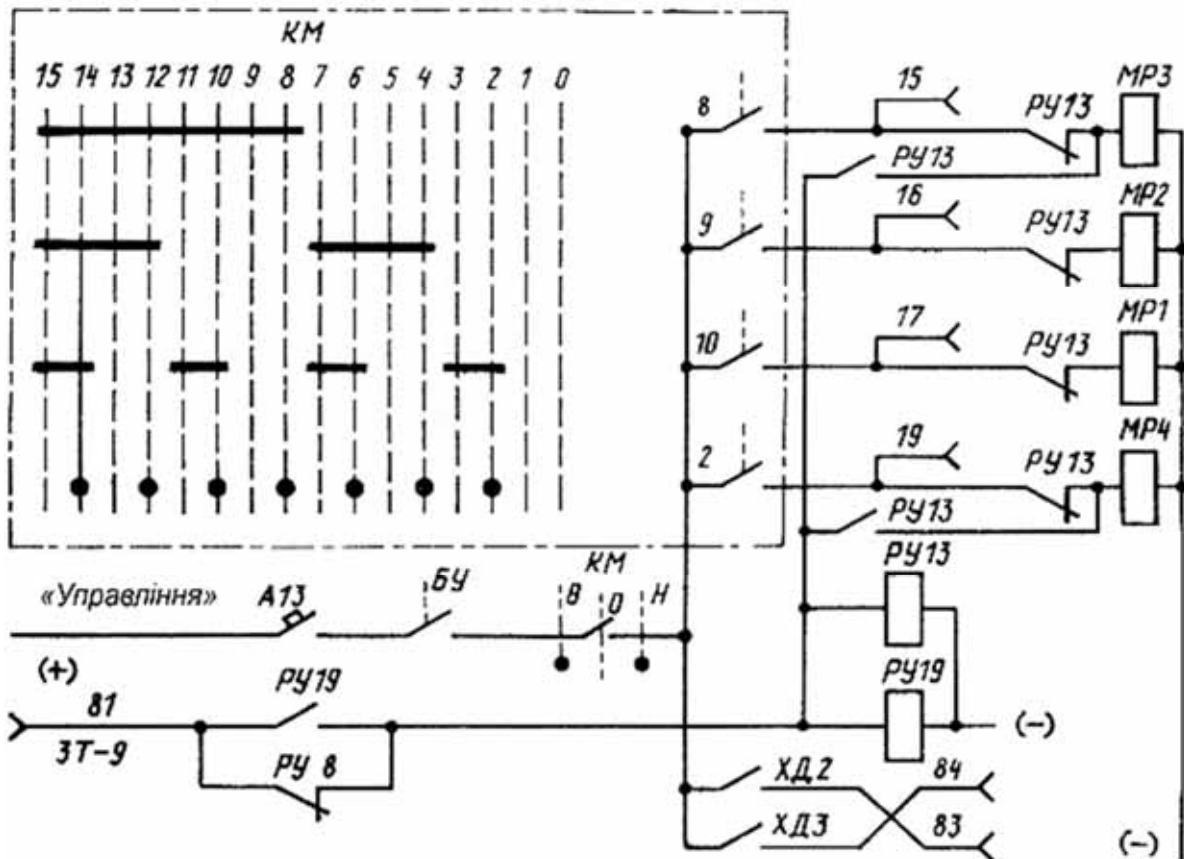 КМ
15 14 13 12 11 10 9 8 7 6 5 4 3 2 1 0
8
15
РУ13
МР3
РУ13
9
16
РУ13
МР2
10
17
РУ13
МР1
2
19
РУ13
МР4
РУ13
«Управління»
А13
БУ
КМ
В
О
Н
РУ13
(+)
81
3Т-9
РУ19
РУ 8
РУ19
(-)
ХД2
84
ХД3
83
(-)